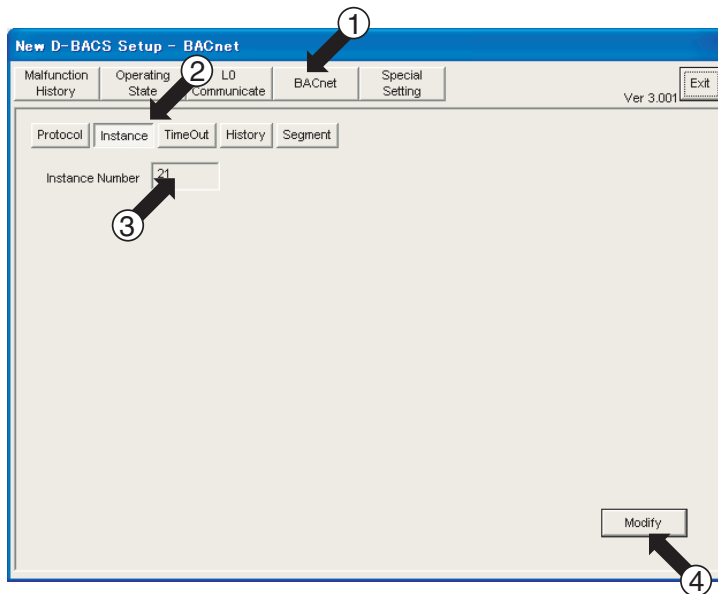 ①
New D-BACS Setup - BACnet
②
Malfunction History
Operating State
L0 Communicate
BACnet
Special Setting
Ver 3.001
Exit
Protocol
Instance
TimeOut
History
Segment
Instance Number 21
③
Modify
④